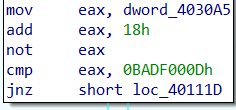 mov eax, dword_4030A5
add eax, 18h
not eax
cmp eax, 0BADF000Dh
jnz short loc_40111D